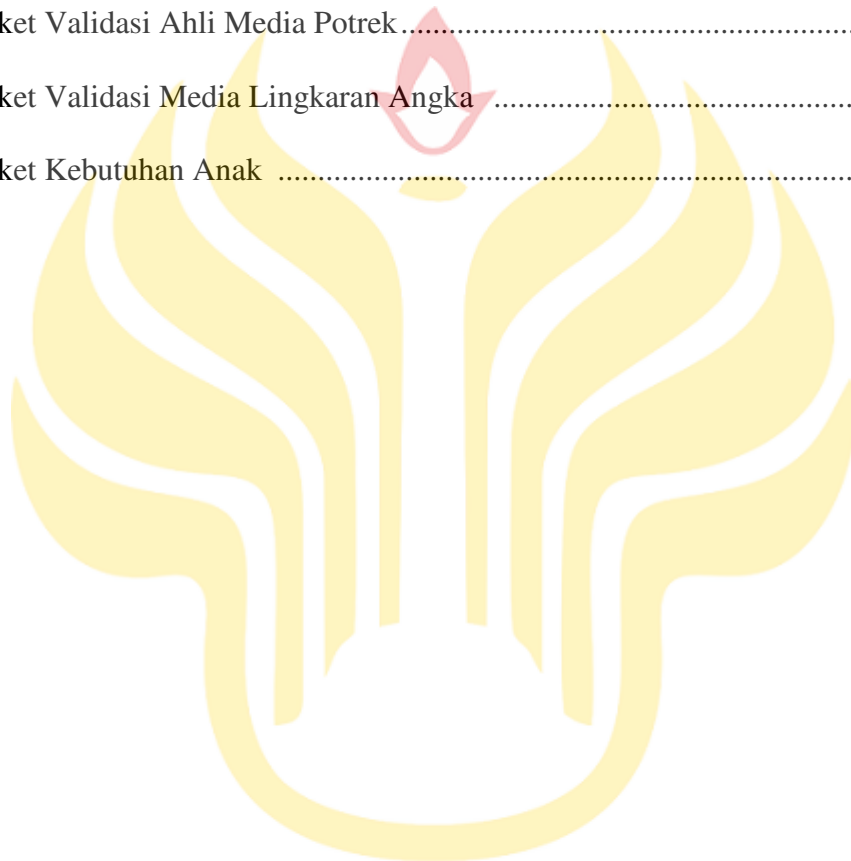 ket Validasi Ahli Media Potrek............................................................
ket Validasi Media Lingkaran Angka ................................................
ket Kebutuhan Anak ...........................................................................